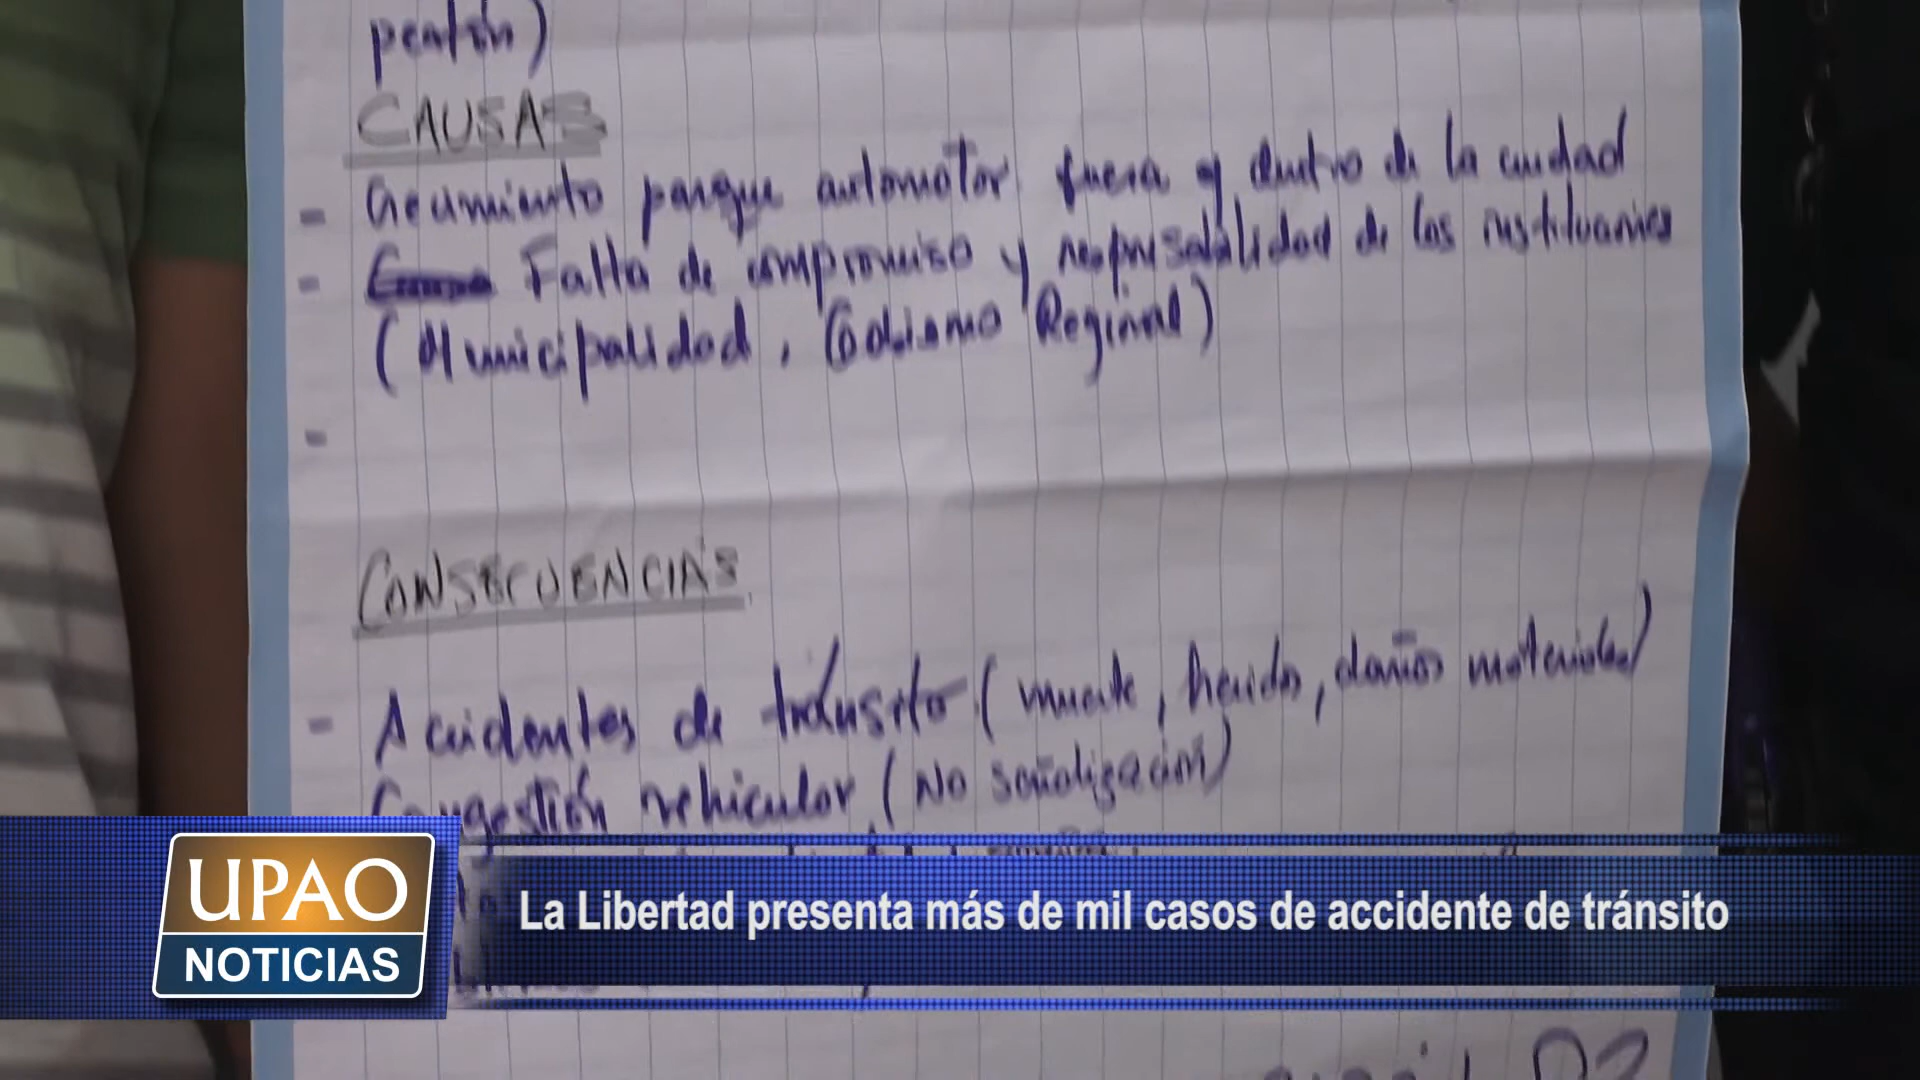 peatón)
CAUSAS
- Crecimiento parque automotor fuera y dentro de la ciudad
- Falta de compromiso y responsabilidad de las instituciones
(Municipalidad, Gobierno Regional)
-
CONSECUENCIAS
- Accidentes de tránsito (muerte, heridos, daños materiales)
Congestión vehicular (No señalización)
UPAO
NOTICIAS
La Libertad presenta más de mil casos de accidente de tránsito